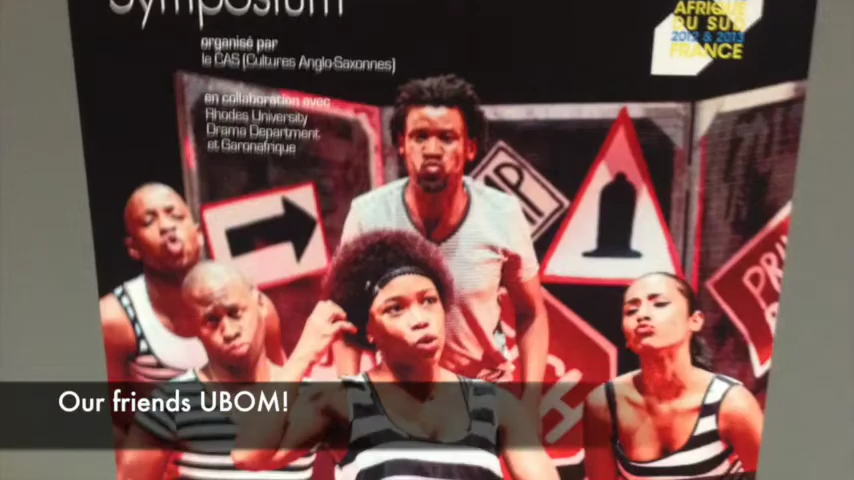 Symposium
AFRIQUE
DU SUD
2012 & 2013
FRANCE
organisé par
le CAS (Cultures Anglo-Saxonnes)
en collaboration avec
Rhodes University
Drama Department
et Garonafrique
Our friends UBOM!